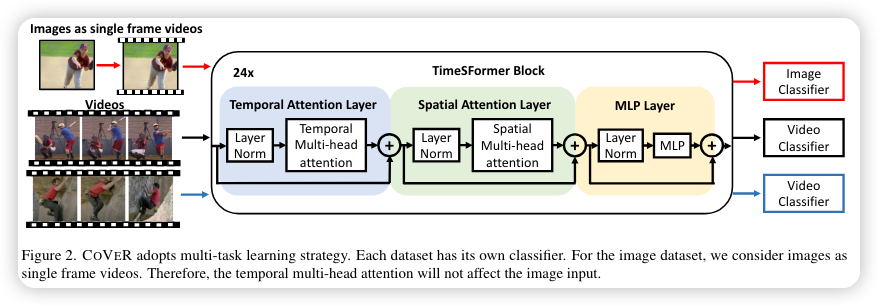 Images as single frame videos
Videos
24x
TimeSFormer Block
Temporal Attention Layer
Spatial Attention Layer
MLP Layer
Layer
Norm
Temporal
Multi-head
attention
+
Layer
Norm
Spatial
Multi-head
attention
+
Layer
Norm
MLP
+
Image
Classifier
Video
Classifier
Video
Classifier
Figure 2. COVER adopts multi-task learning strategy. Each dataset has its own classifier. For the image dataset, we consider images as
single frame videos. Therefore, the temporal multi-head attention will not affect the image input.